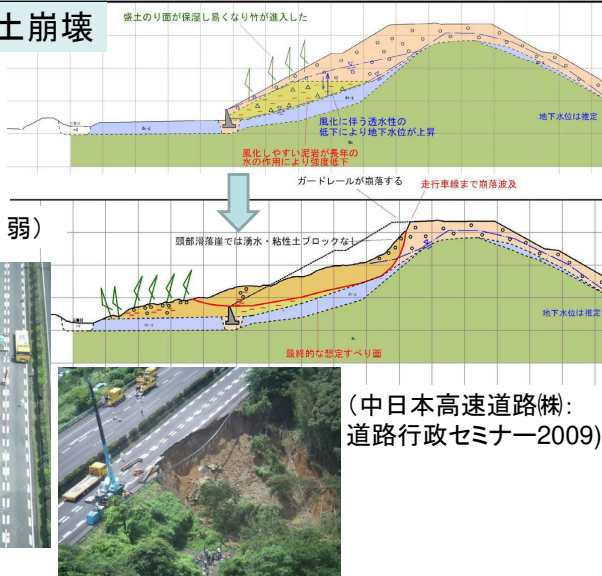 土崩壊
盛土のり面が保湿し易くなり竹が進入した
風化に伴う透水性の
低下により地下水位が上昇
地下水位は推定
風化しやすい泥岩が長年の
水の作用により強度低下
ガードレールが崩落する
走行車線まで崩落波及
弱)
頭部滑落崖では湧水・粘性土ブロックなし
地下水位は推定
最終的な想定すべり面
(中日本高速道路㈱:
道路行政セミナー2009)